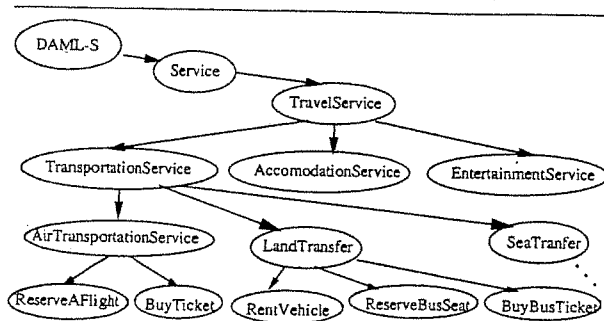 DAML-S
Service
TravelService
TransportationService
AccomodationService
EntertainmentService
AirTransportationService
LandTransfer
SeaTranfer
ReserveAFlight
BuyTicket
RentVehicle
ReserveBusSeat
BuyBusTicket